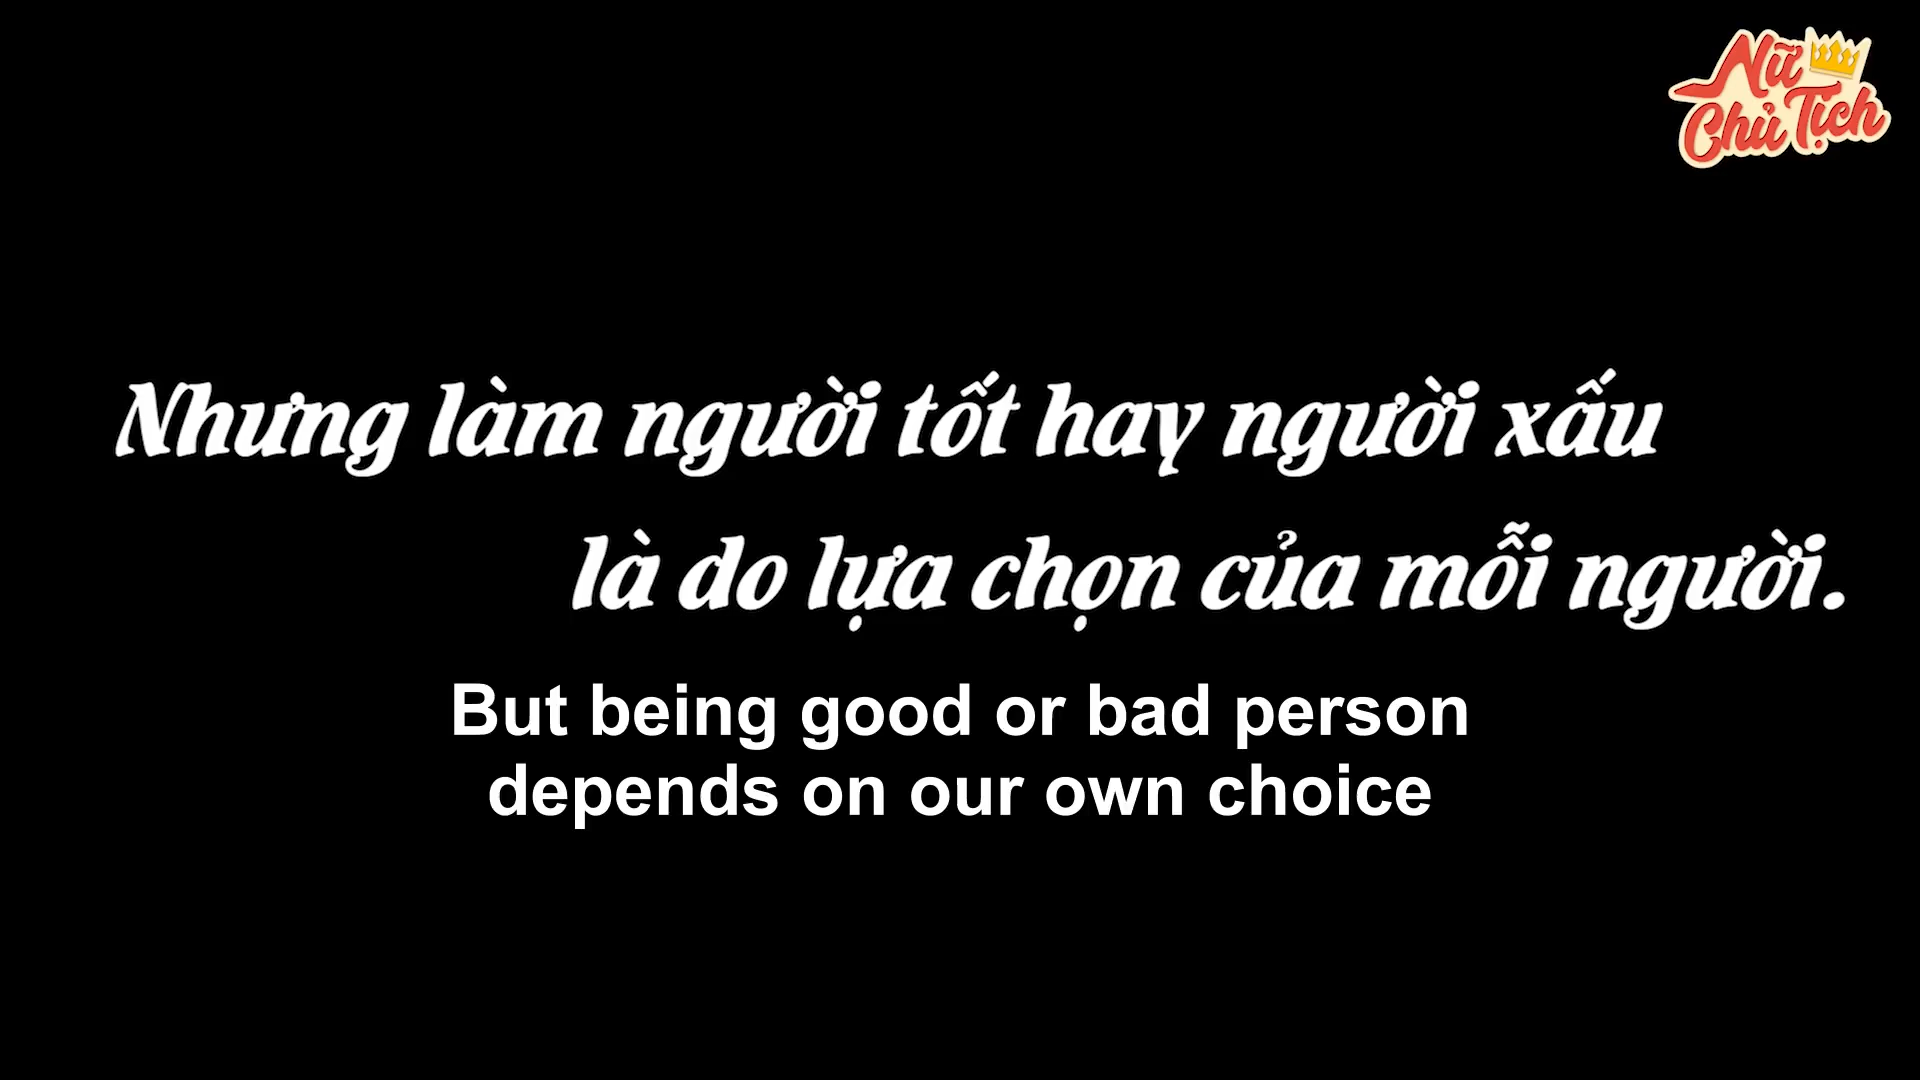 Nữ
Chủ Tịch
Nhưng làm người tốt hay người xấu
là do lựa chọn của mỗi người.
But being good or bad person
depends on our own choice